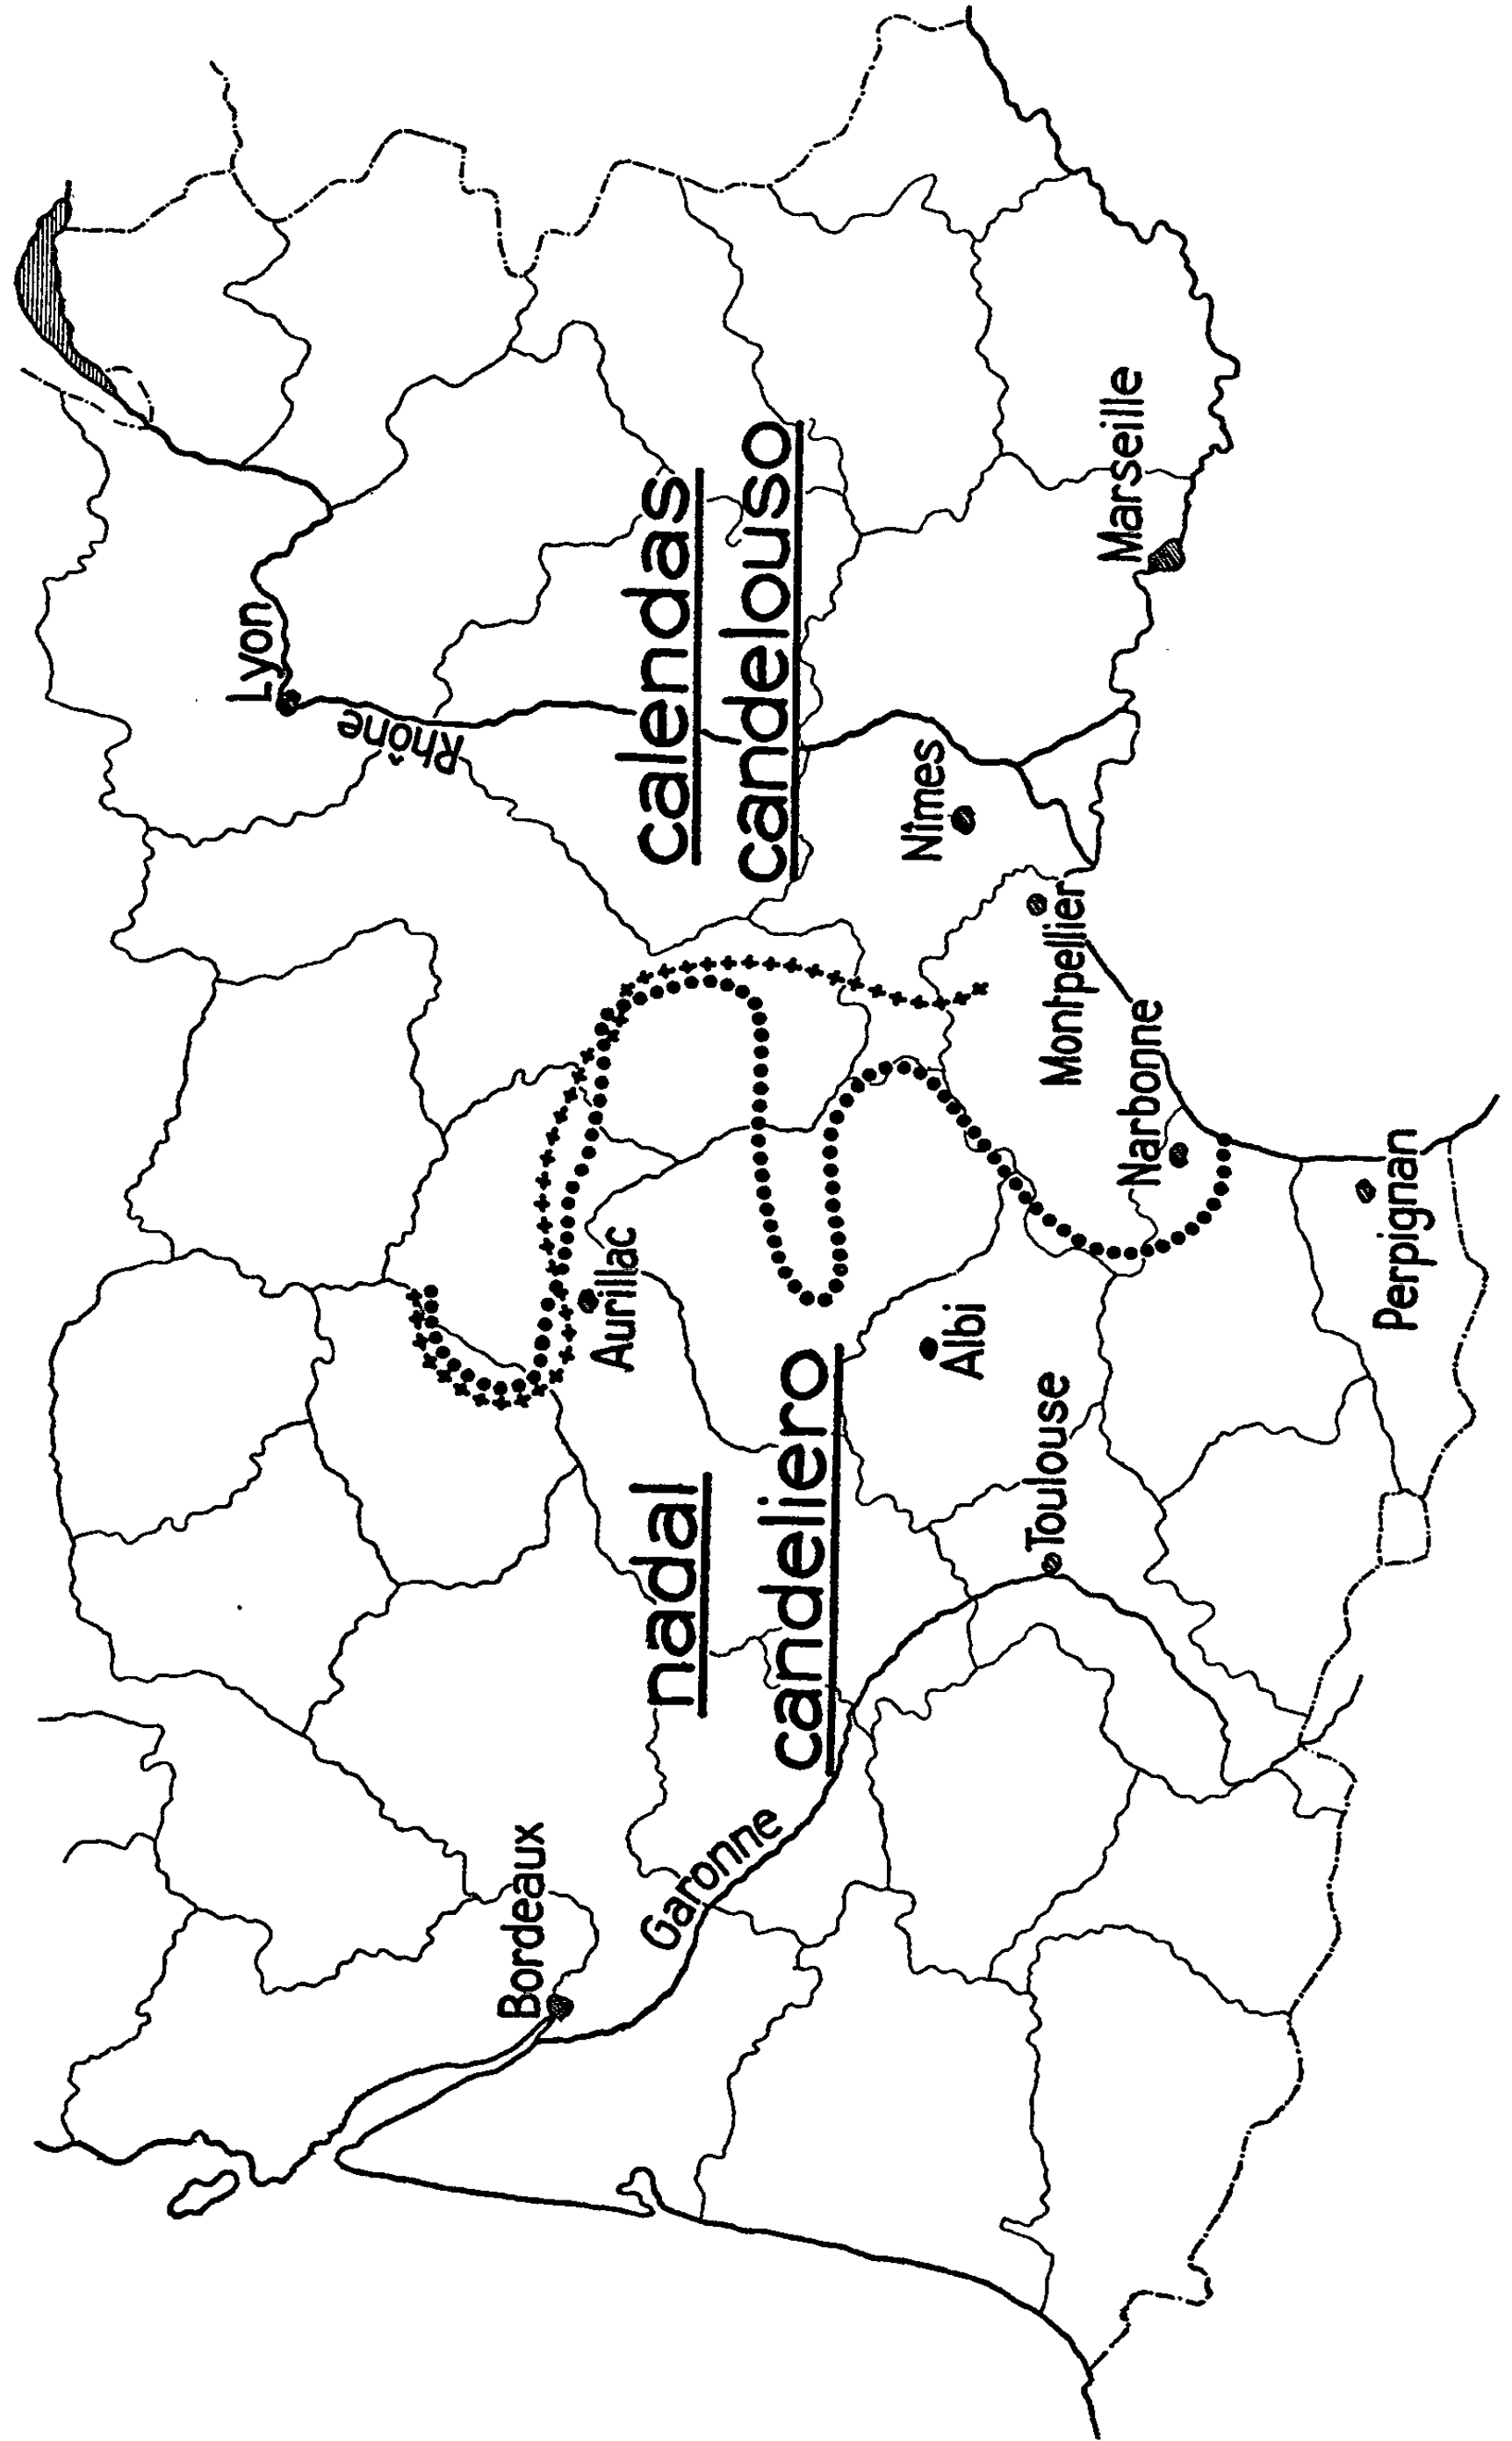 Lyon
Rhône
calendas
candelouso
Bordeaux
Aurillac
nadal
candeliero
Garonne
Nîmes
Albi
Montpellier
Marseille
Toulouse
Narbonne
Perpignan